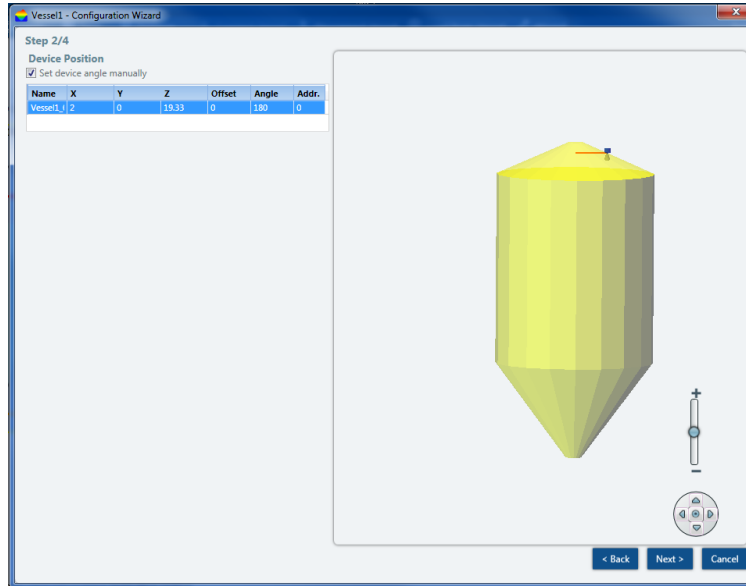 Vessel1 - Configuration Wizard
Step 2/4
Device Position
Set device angle manually
Name X Y Z Offset Angle Addr.
Vessel1_( 2 0 19.33 0 180 0
+
−
< Back Next > Cancel